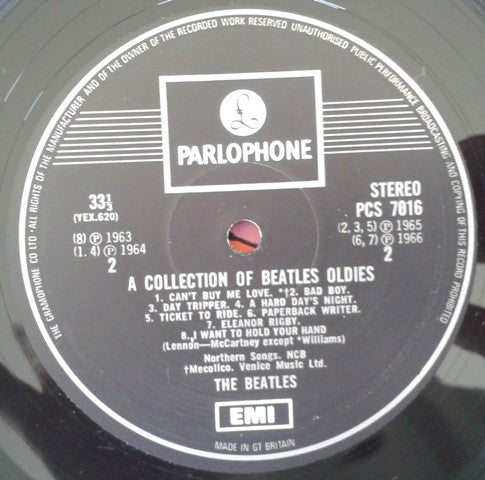 THE GRAMOPHONE CO LTD · ALL RIGHTS OF THE MANUFACTURER AND OF THE OWNER OF THE RECORDED WORK RESERVED UNAUTHORISED PUBLIC PERFORMANCE BROADCASTING AND COPYING OF THIS RECORD PROHIBITED
£
PARLOPHONE
33⅓
(YEX.620)
STEREO
PCS 7016
(8) Ⓟ 1963
(1, 4) Ⓟ 1964
2
(2, 3, 5) Ⓟ 1965
(6, 7) Ⓟ 1966
2
A COLLECTION OF BEATLES OLDIES
1. CAN'T BUY ME LOVE. *†2. BAD BOY.
3. DAY TRIPPER. 4. A HARD DAY'S NIGHT.
5. TICKET TO RIDE. 6. PAPERBACK WRITER.
7. ELEANOR RIGBY.
8. I WANT TO HOLD YOUR HAND
(Lennon—McCartney except *Williams)
Northern Songs. NCB
†Mecolico. Venice Music Ltd.
THE BEATLES
EMI
MADE IN GT BRITAIN